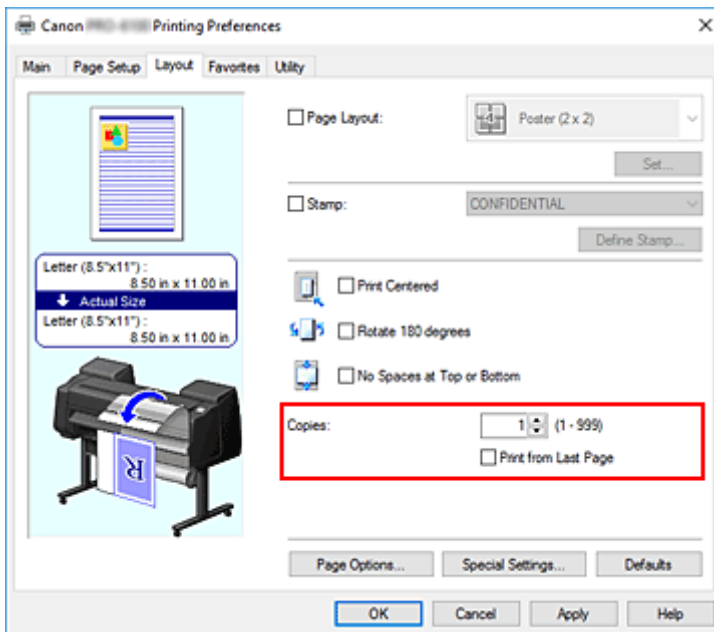 Canon Printing Preferences
Main Page Setup Layout Favorites Utility
Page Layout: Poster (2 x 2)
Set...
Stamp: CONFIDENTIAL
Define Stamp...
Letter (8.5"x11") :
8.50 in x 11.00 in
Actual Size
Letter (8.5"x11") :
8.50 in x 11.00 in
R
Print Centered
Rotate 180 degrees
No Spaces at Top or Bottom
Copies: 1 (1 - 999)
Print from Last Page
Page Options... Special Settings... Defaults
OK Cancel Apply Help